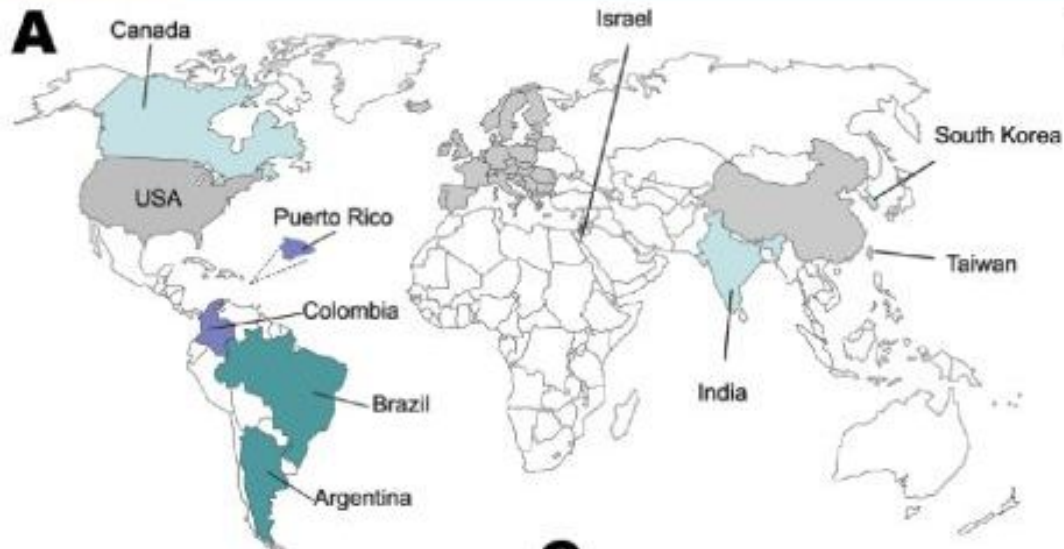 A
Canada
Israel
South Korea
USA
Puerto Rico
Taiwan
Colombia
India
Brazil
Argentina